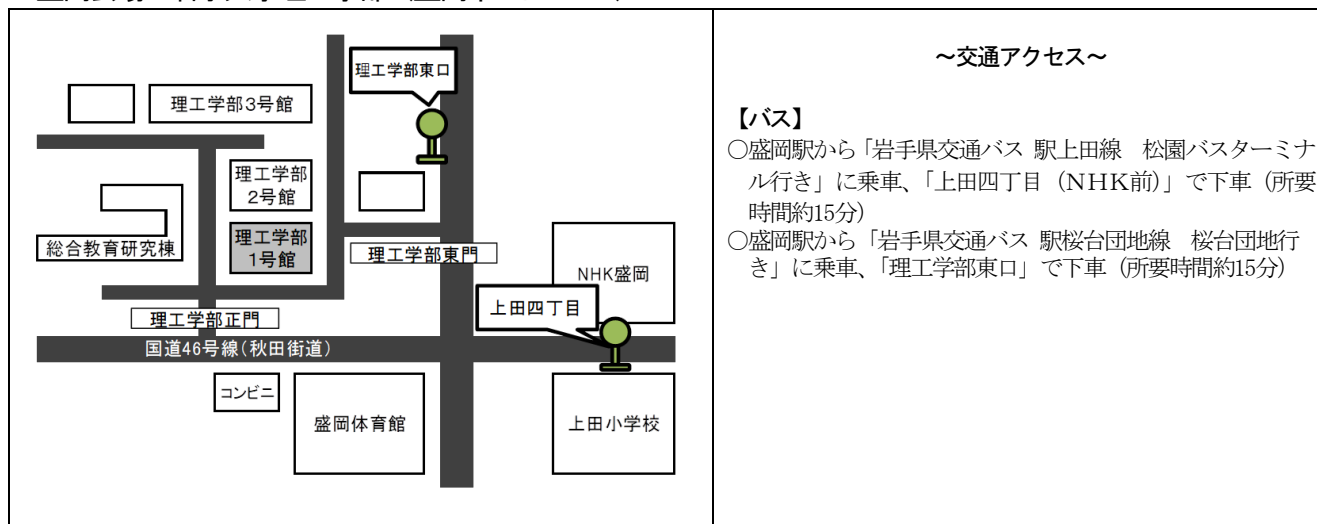 理工学部東口
理工学部3号館
理工学部
2号館
理工学部
1号館
総合教育研究棟
理工学部東門
NHK盛岡
上田四丁目
理工学部正門
国道46号線(秋田街道)
コンビニ
盛岡体育館
上田小学校
～交通アクセス～
【バス】
○盛岡駅から「岩手県交通バス 駅上田線　松園バスターミナ
ル行き」に乗車、「上田四丁目（NHK前）」で下車（所要
時間約15分）
○盛岡駅から「岩手県交通バス 駅桜台団地線　桜台団地行
き」に乗車、「理工学部東口」で下車（所要時間約15分）